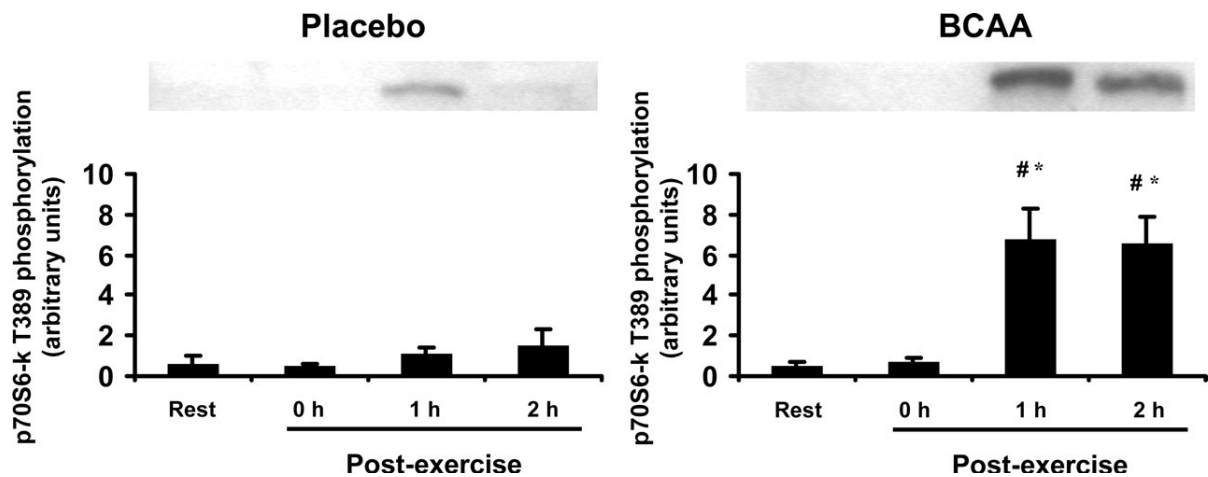 Placebo
p70S6-k T389 phosphorylation
(arbitrary units)
10
8
6
4
2
0
Rest
0 h
1 h
2 h
Post-exercise
BCAA
p70S6-k T389 phosphorylation
(arbitrary units)
10
8
6
4
2
0
# *
# *
Rest
0 h
1 h
2 h
Post-exercise